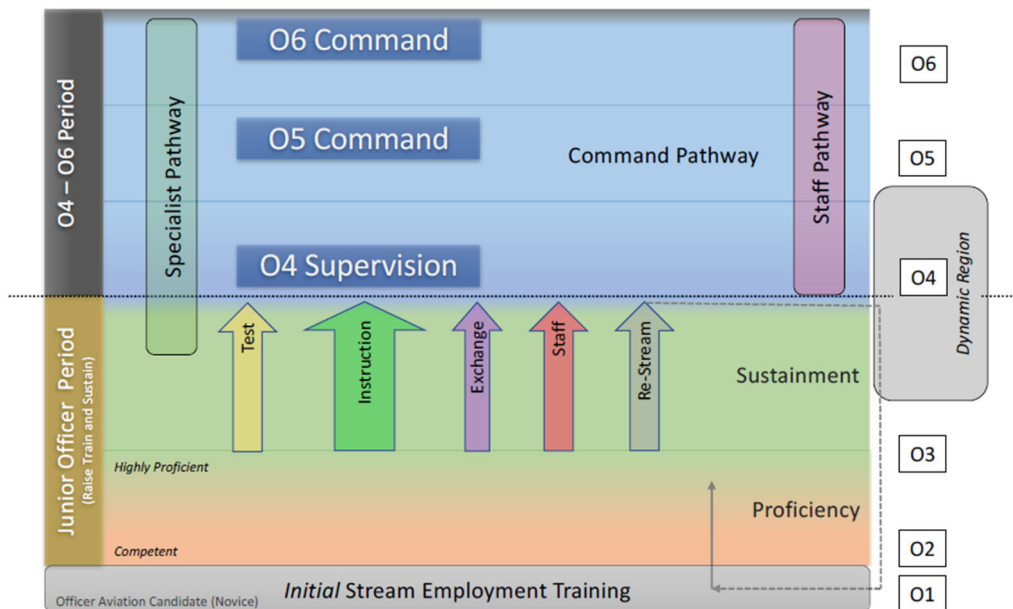 O4 – O6 Period
Specialist Pathway
O6 Command
O5 Command
Command Pathway
O4 Supervision
Staff Pathway
O6
O5
O4
Dynamic Region
Junior Officer Period
(Raise Train and Sustain)
Test
Instruction
Exchange
Staff
Re-Stream
Sustainment
O3
Highly Proficient
Proficiency
Competent
O2
Initial Stream Employment Training
Officer Aviation Candidate (Novice)
O1